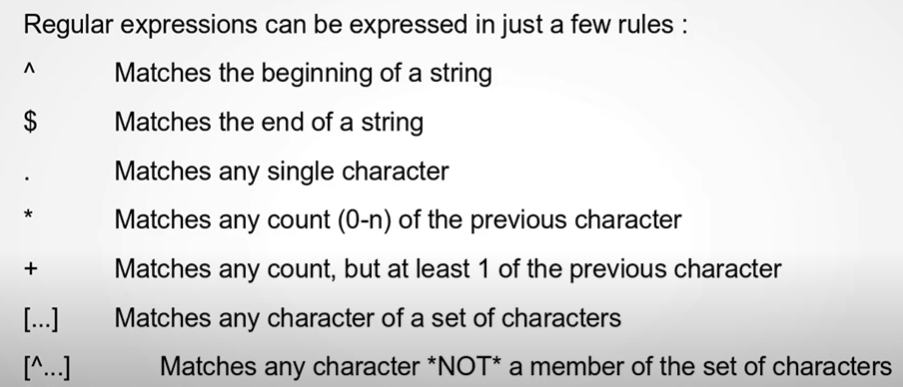 Regular expressions can be expressed in just a few rules :
^ Matches the beginning of a string
$ Matches the end of a string
. Matches any single character
* Matches any count (0-n) of the previous character
+ Matches any count, but at least 1 of the previous character
[...] Matches any character of a set of characters
[^...] Matches any character *NOT* a member of the set of characters